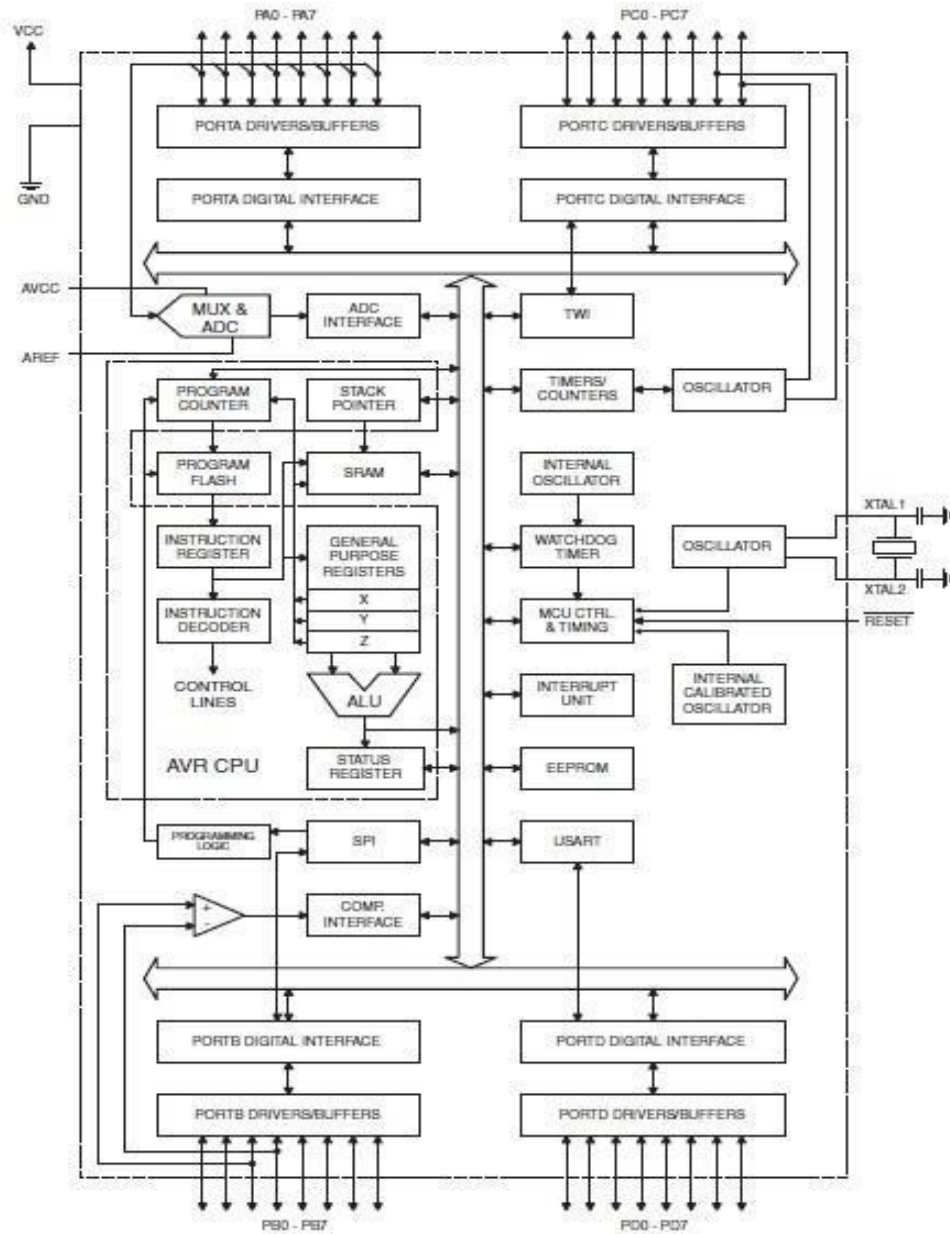 PA0 - PA7
PC0 - PC7
VCC
PORTA DRIVERS/BUFFERS
PORTC DRIVERS/BUFFERS
GND
PORTA DIGITAL INTERFACE
PORTC DIGITAL INTERFACE
AVCC
MUX &
ADC
ADC
INTERFACE
TWI
AREF
PROGRAM
COUNTER
STACK
POINTER
TIMERS/
COUNTERS
OSCILLATOR
PROGRAM
FLASH
SRAM
INTERNAL
OSCILLATOR
XTAL1
INSTRUCTION
REGISTER
GENERAL
PURPOSE
REGISTERS
WATCHDOG
TIMER
OSCILLATOR
XTAL2
X
Y
Z
INSTRUCTION
DECODER
MCU CTRL.
& TIMING
RESET
CONTROL
LINES
ALU
INTERRUPT
UNIT
INTERNAL
CALIBRATED
OSCILLATOR
AVR CPU
STATUS
REGISTER
EEPROM
PROGRAMMING
LOGIC
SPI
USART
+
-
COMP.
INTERFACE
PORTB DIGITAL INTERFACE
PORTD DIGITAL INTERFACE
PORTB DRIVERS/BUFFERS
PORTD DRIVERS/BUFFERS
PB0 - PB7
PD0 - PD7